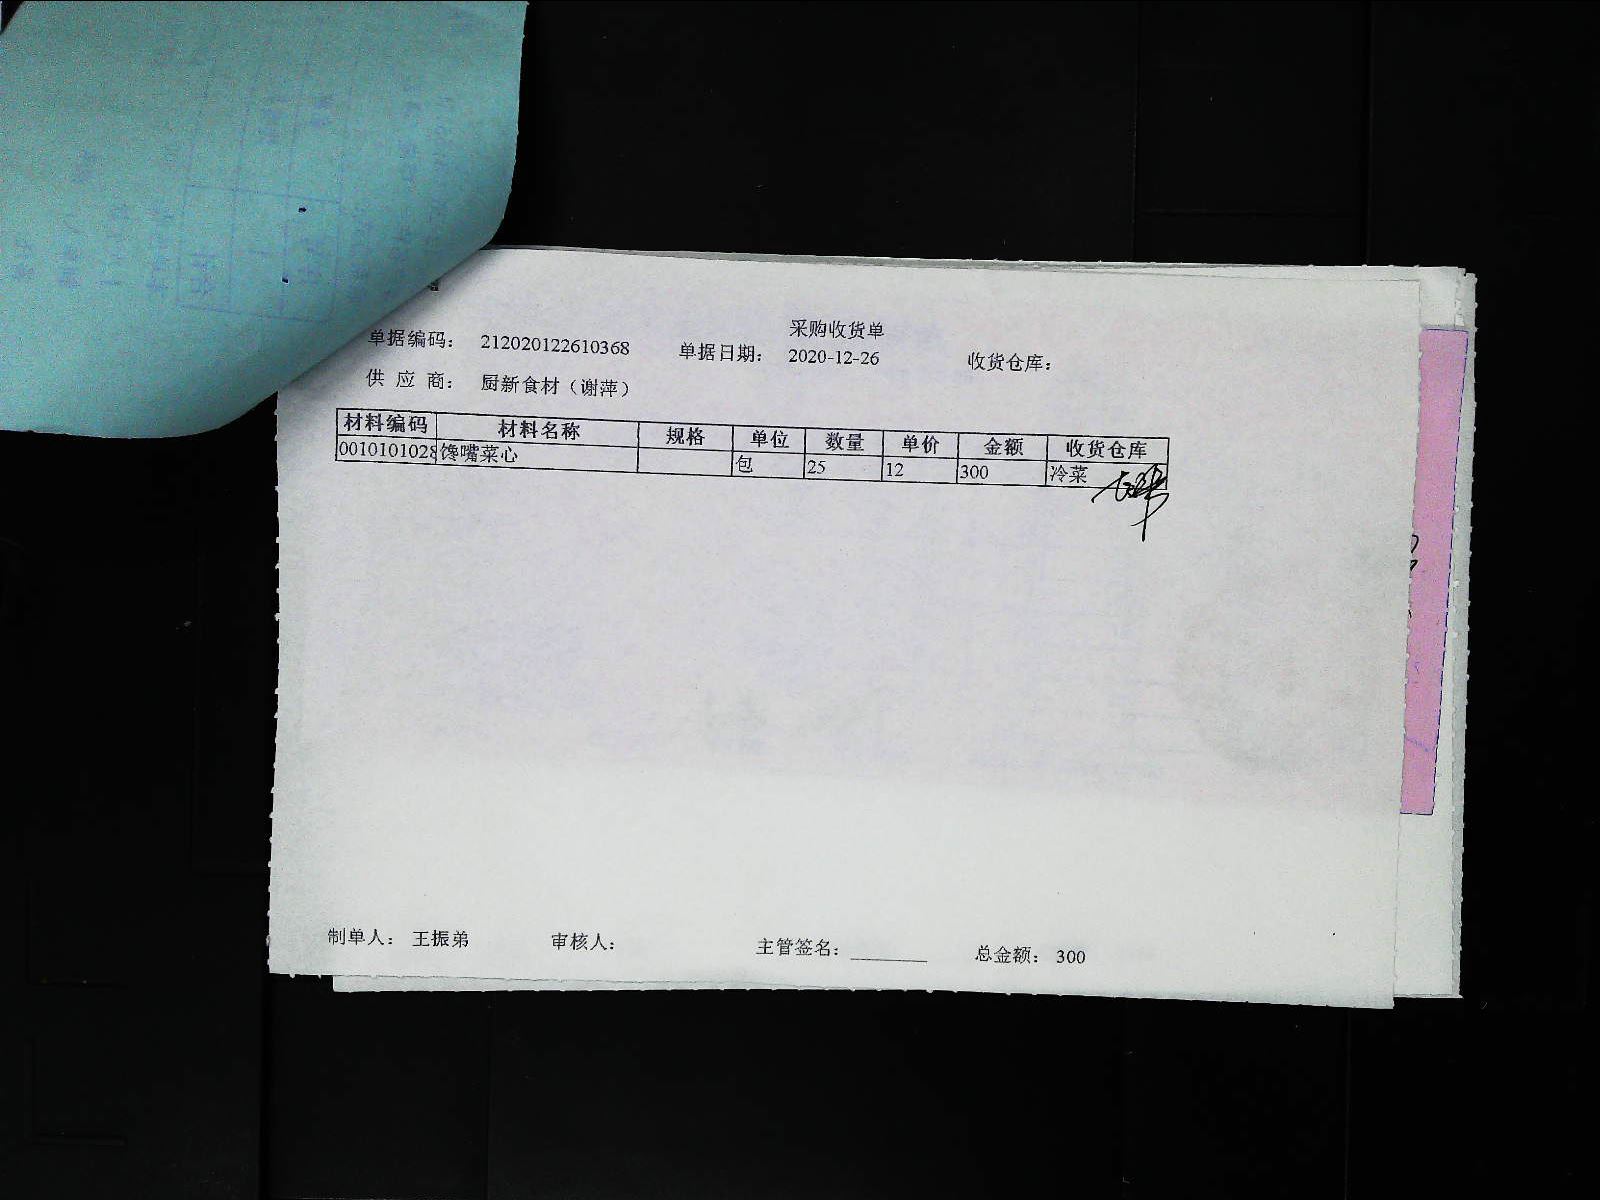 采购收货单
单据编码： 212020122610368 单据日期： 2020-12-26 收货仓库：
供 应 商： 厨新食材（谢萍）
材料编码 材料名称 规格 单位 数量 单价 金额 收货仓库
0010101028 馋嘴菜心 包 25 12 300 冷菜
制单人： 王振弟 审核人： 主管签名：________ 总金额： 300